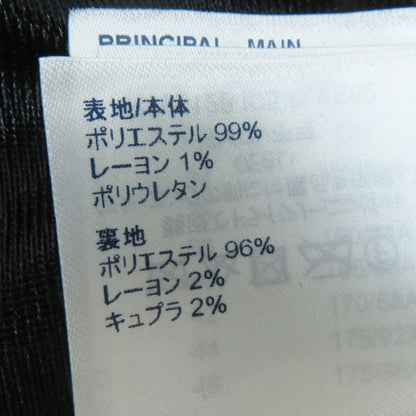 PRINCIPAL MAIN
表地/本体
ポリエステル 99%
レーヨン 1%
ポリウレタン
裏地
ポリエステル 96%
レーヨン 2%
キュプラ 2%